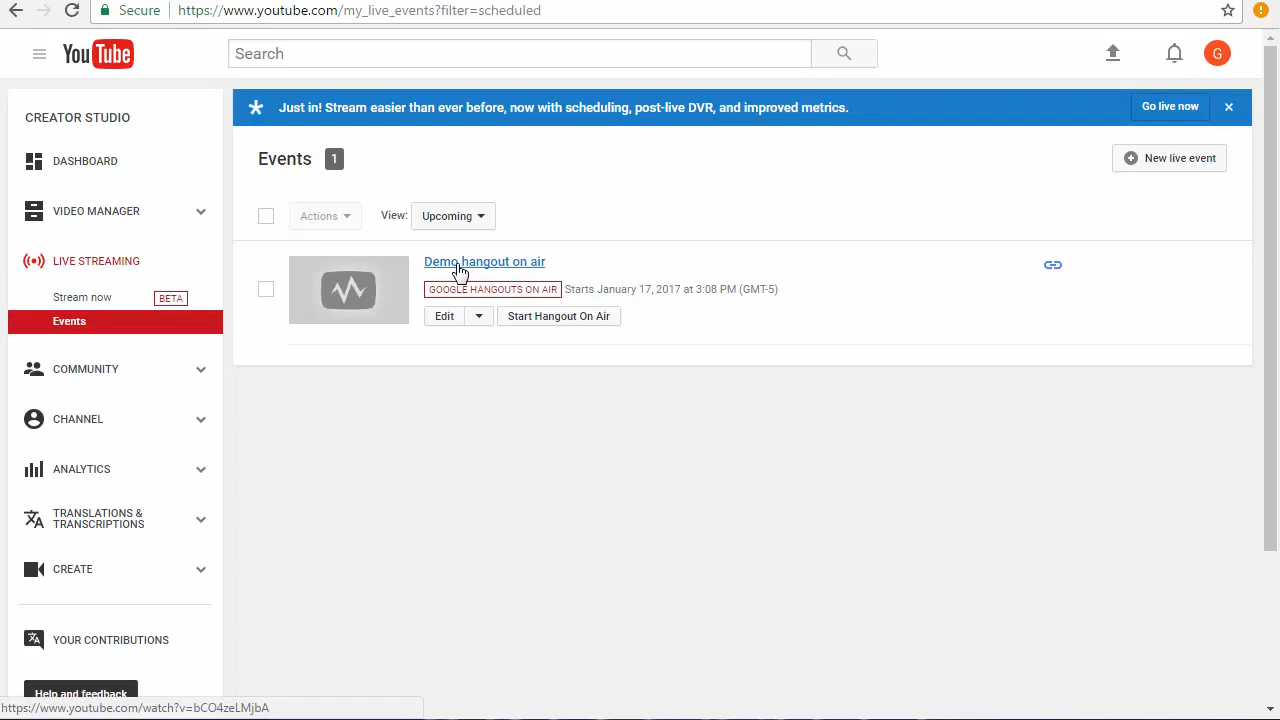 Secure https://www.youtube.com/my_live_events?filter=scheduled
YouTube
Search
G
CREATOR STUDIO
DASHBOARD
VIDEO MANAGER
LIVE STREAMING
Stream now BETA
Events
COMMUNITY
CHANNEL
ANALYTICS
TRANSLATIONS &
TRANSCRIPTIONS
CREATE
YOUR CONTRIBUTIONS
Help and feedback
Just in! Stream easier than ever before, now with scheduling, post-live DVR, and improved metrics. Go live now
Events 1 New live event
Actions View: Upcoming
Demo hangout on air
GOOGLE HANGOUTS ON AIR Starts January 17, 2017 at 3:08 PM (GMT-5)
Edit Start Hangout On Air
https://www.youtube.com/watch?v=bCO4zeLMjbA